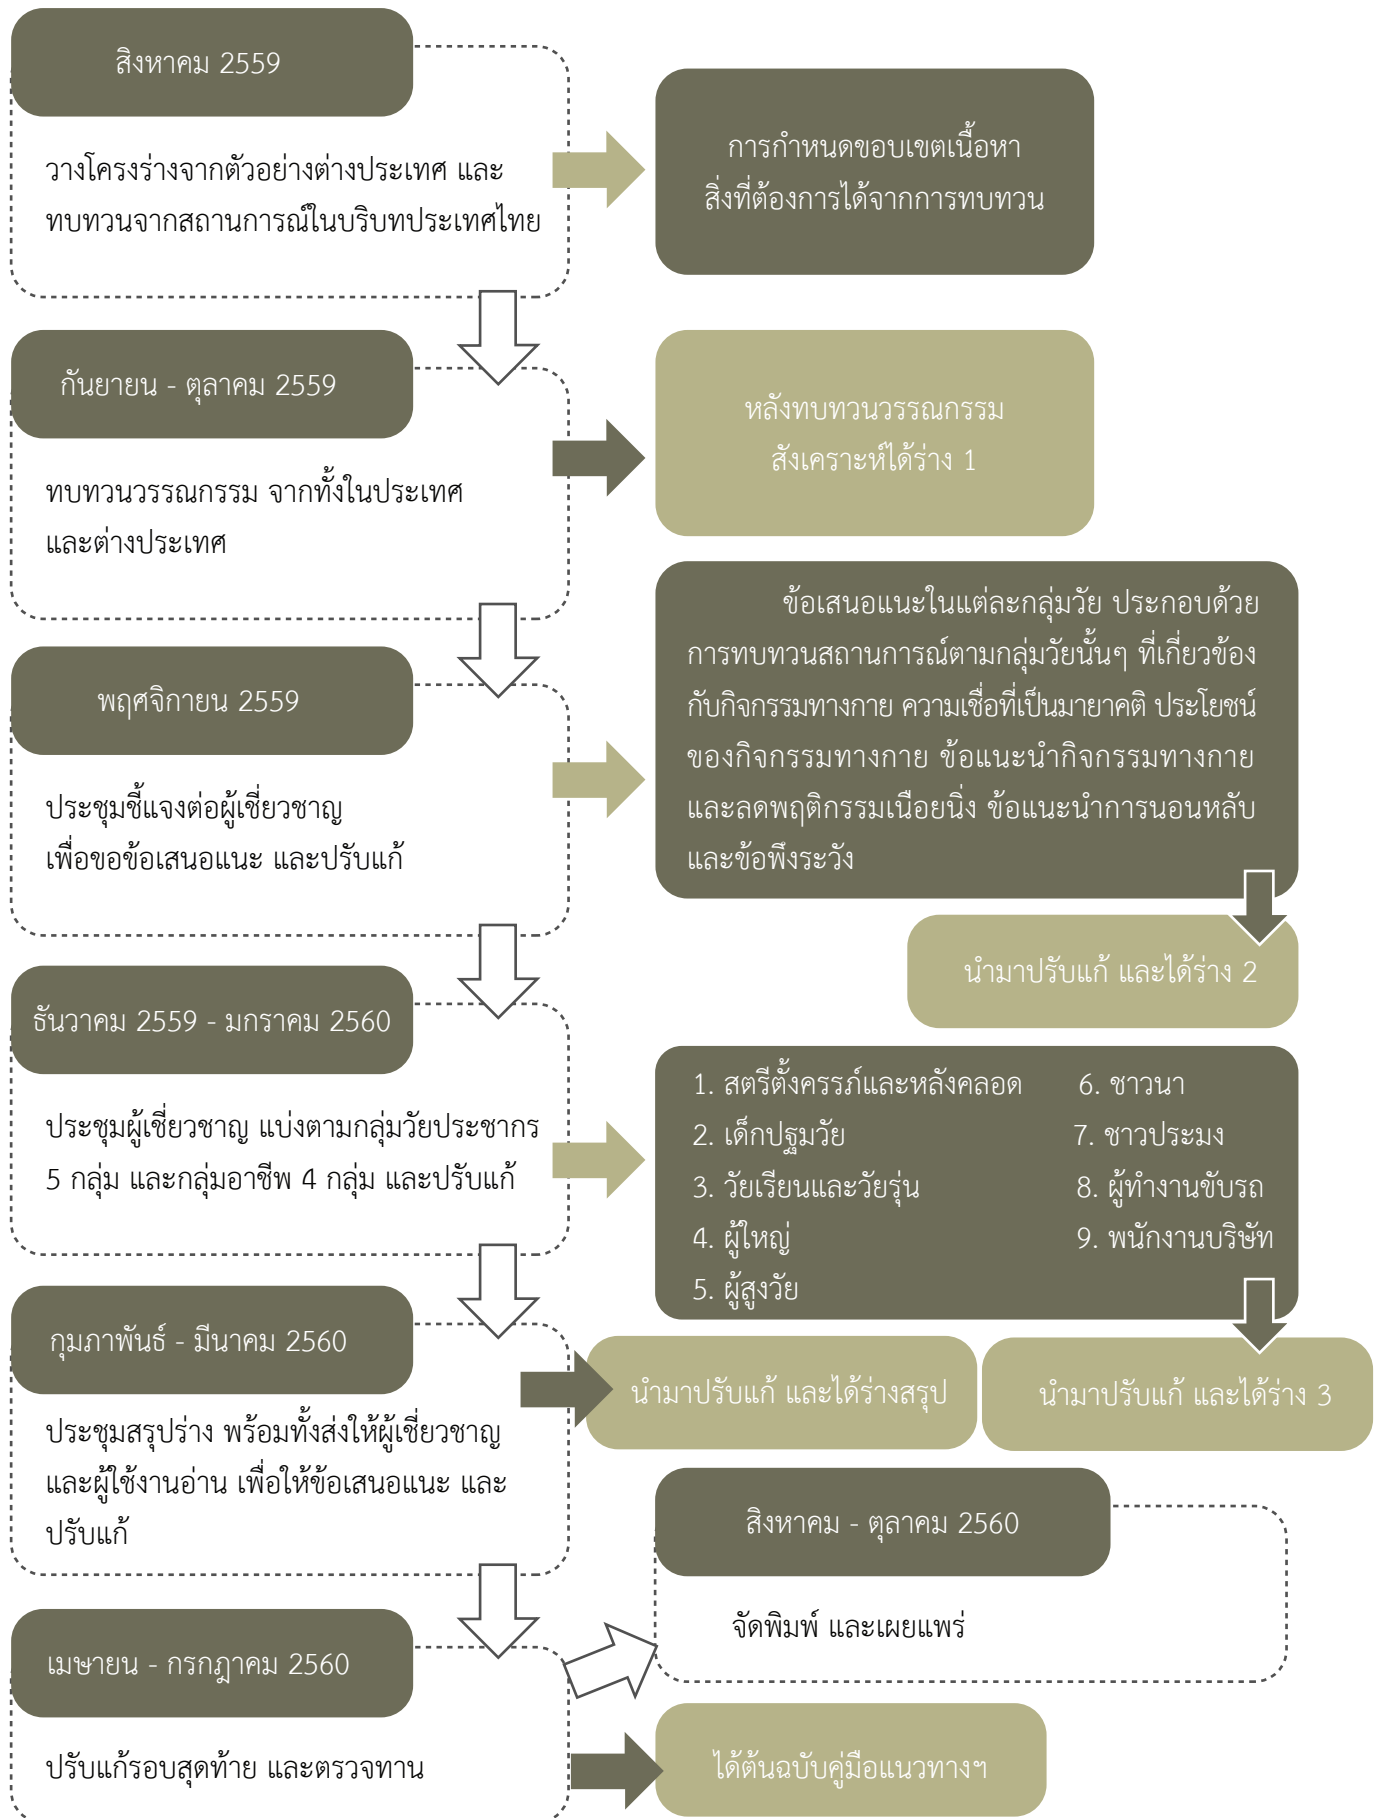 สิงหาคม 2559
วางโครงร่างจากตัวอย่างต่างประเทศ และ
ทบทวนจากสถานการณ์ในบริบทประเทศไทย
การกำหนดขอบเขตเนื้อหา
สิ่งที่ต้องการได้จากการทบทวน
กันยายน - ตุลาคม 2559
ทบทวนวรรณกรรม จากทั้งในประเทศ
และต่างประเทศ
หลังทบทวนวรรณกรรม
สังเคราะห์ได้ร่าง 1
พฤศจิกายน 2559
ประชุมชี้แจงต่อผู้เชี่ยวชาญ
เพื่อขอข้อเสนอแนะ และปรับแก้
ข้อเสนอแนะในแต่ละกลุ่มวัย ประกอบด้วย
การทบทวนสถานการณ์ตามกลุ่มวัยนั้นๆ ที่เกี่ยวข้อง
กับกิจกรรมทางกาย ความเชื่อที่เป็นมายาคติ ประโยชน์
ของกิจกรรมทางกาย ข้อแนะนำกิจกรรมทางกาย
และลดพฤติกรรมเนือยนิ่ง ข้อแนะนำการนอนหลับ
และข้อพึงระวัง
นำมาปรับแก้ และได้ร่าง 2
ธันวาคม 2559 - มกราคม 2560
ประชุมผู้เชี่ยวชาญ แบ่งตามกลุ่มวัยประชากร
5 กลุ่ม และกลุ่มอาชีพ 4 กลุ่ม และปรับแก้
1. สตรีตั้งครรภ์และหลังคลอด
2. เด็กปฐมวัย
3. วัยเรียนและวัยรุ่น
4. ผู้ใหญ่
5. ผู้สูงวัย
6. ชาวนา
7. ชาวประมง
8. ผู้ทำงานขับรถ
9. พนักงานบริษัท
นำมาปรับแก้ และได้ร่าง 3
กุมภาพันธ์ - มีนาคม 2560
ประชุมสรุปร่าง พร้อมทั้งส่งให้ผู้เชี่ยวชาญ
และผู้ใช้งานอ่าน เพื่อให้ข้อเสนอแนะ และ
ปรับแก้
นำมาปรับแก้ และได้ร่างสรุป
เมษายน - กรกฎาคม 2560
ปรับแก้รอบสุดท้าย และตรวจทาน
ได้ต้นฉบับคู่มือแนวทางฯ
สิงหาคม - ตุลาคม 2560
จัดพิมพ์ และเผยแพร่